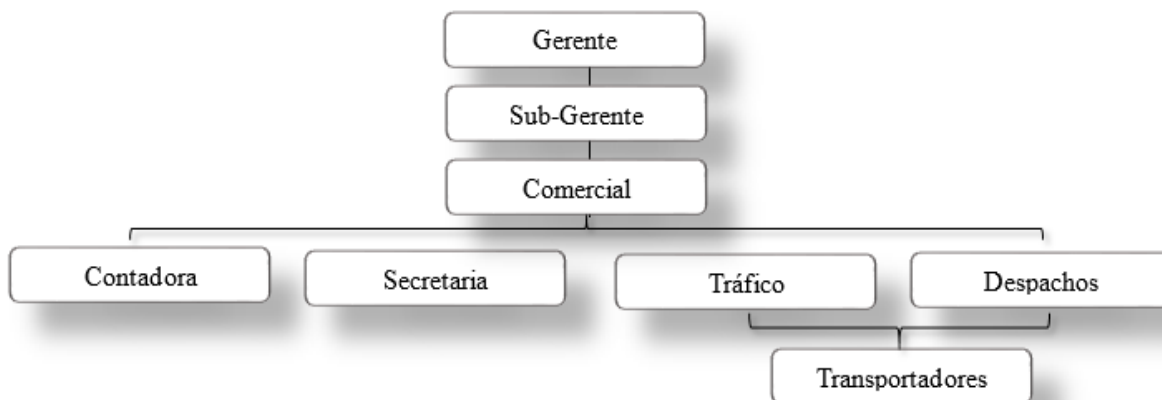 Gerente
Sub-Gerente
Comercial
Contadora
Secretaria
Tráfico
Despachos
Transportadores